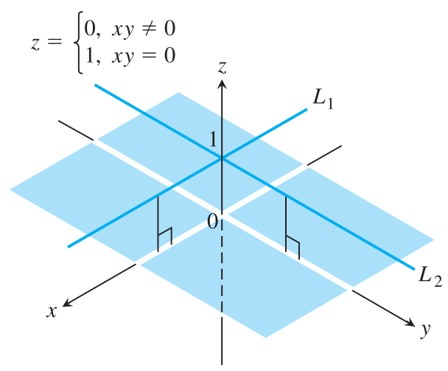 z = { 0, xy ≠ 0
1, xy = 0
z
L₁
1
0
L₂
x
y